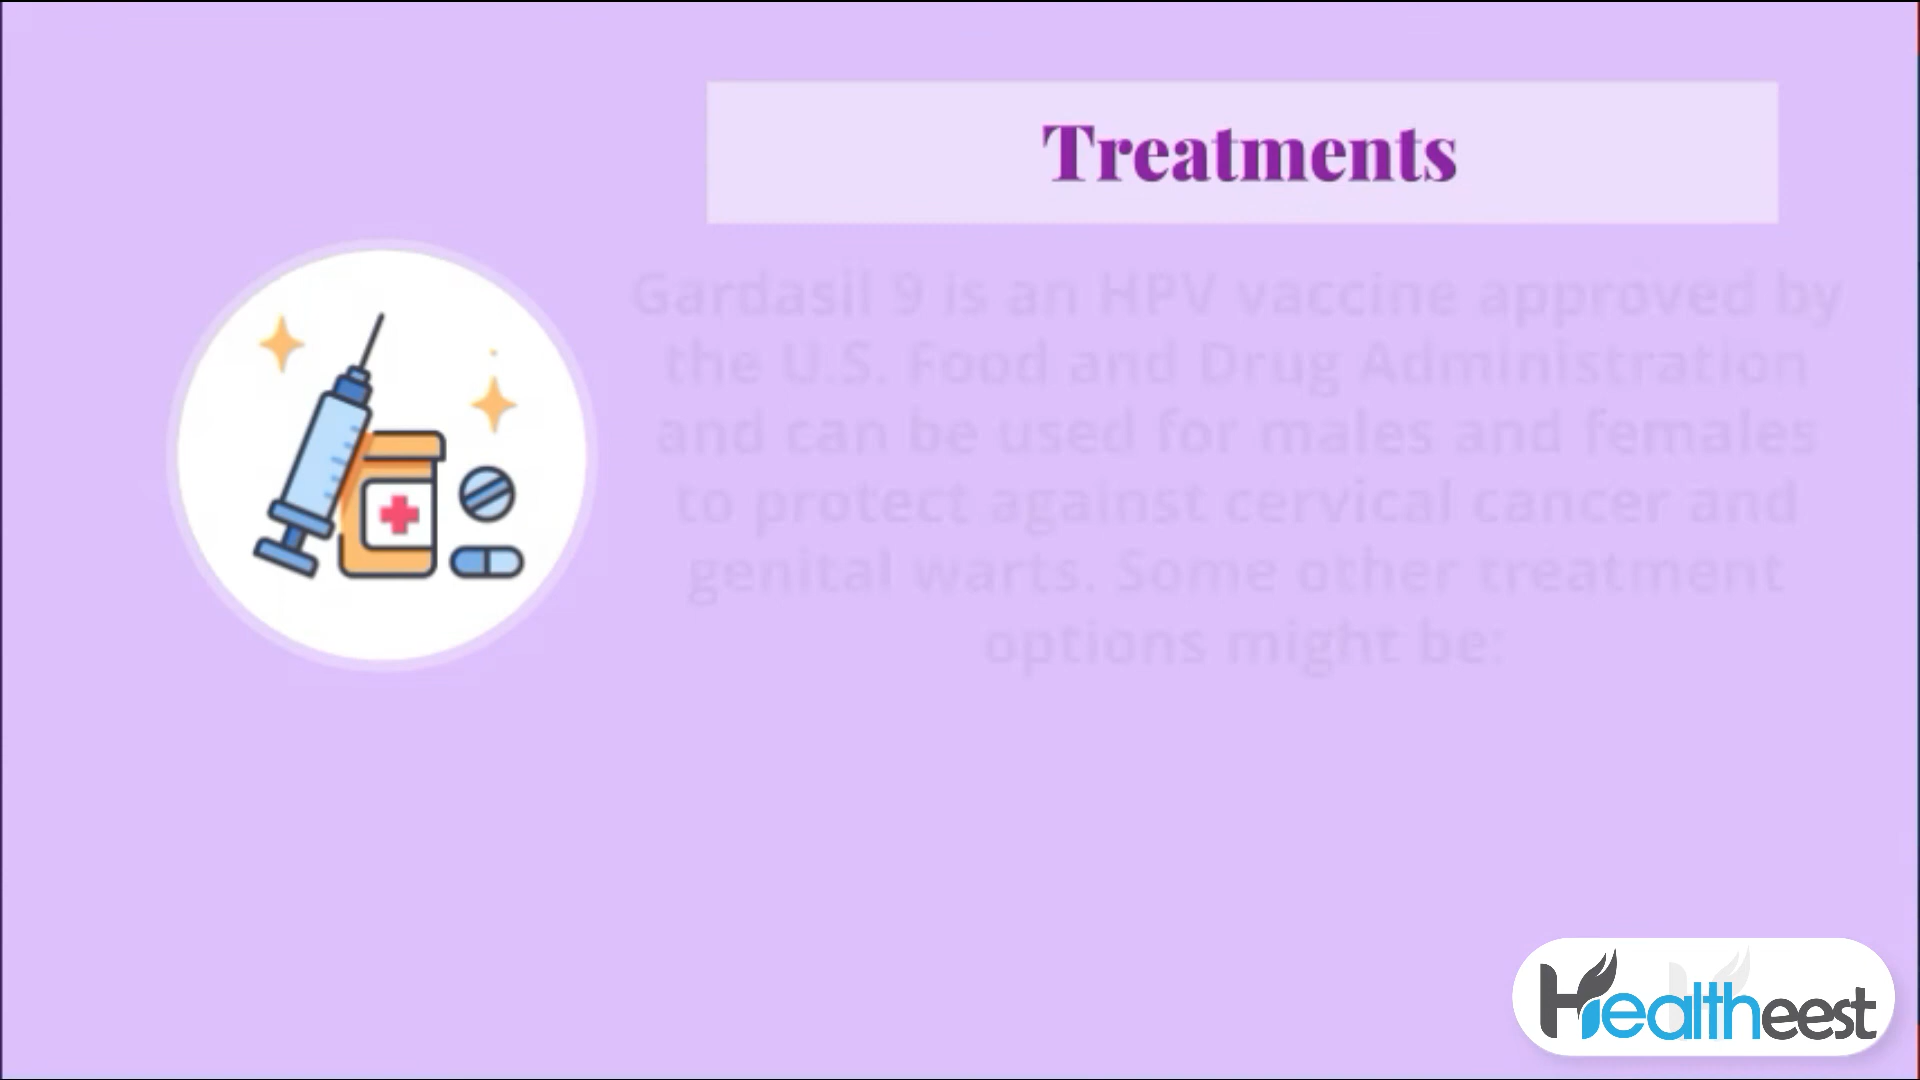 Treatments
Gardasil 9 is an HPV vaccine approved by
the U.S. Food and Drug Administration
and can be used for males and females
to protect against cervical cancer and
genital warts. Some other treatment
options might be:
Healtheest